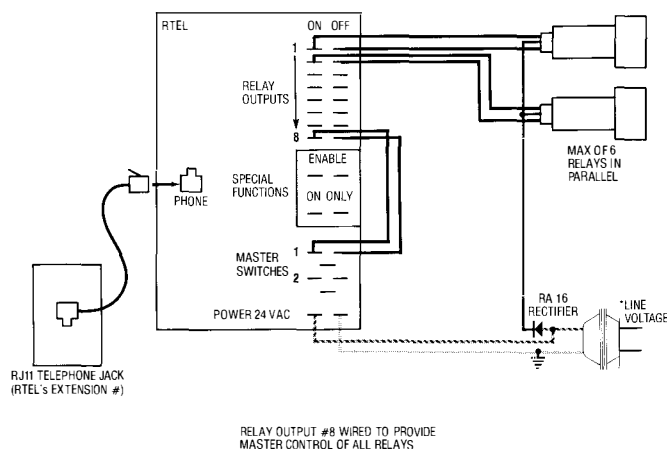 RTEL
ON OFF
1
RELAY
OUTPUTS
8
ENABLE
SPECIAL
FUNCTIONS
ON ONLY
PHONE
1
MASTER
SWITCHES
2
POWER 24 VAC
MAX OF 6
RELAYS IN
PARALLEL
RA 16
RECTIFIER
*LINE
VOLTAGE
RJ11 TELEPHONE JACK
(RTEL's EXTENSION #)
RELAY OUTPUT #8 WIRED TO PROVIDE
MASTER CONTROL OF ALL RELAYS